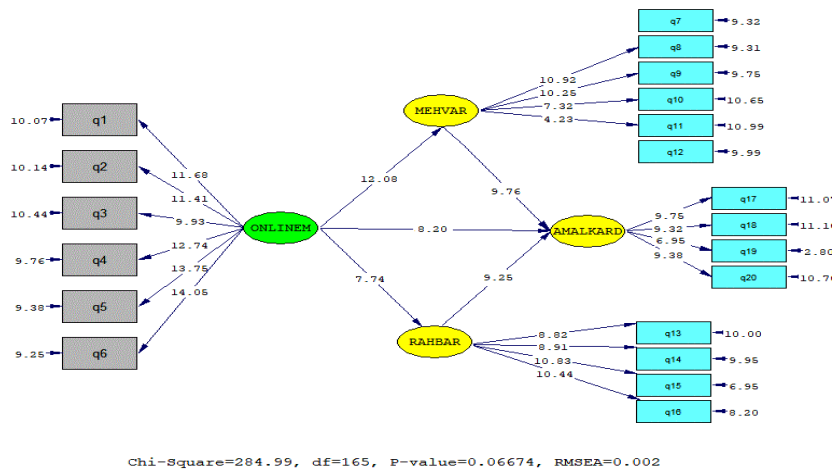 q7
9.32
q8
9.31
q9
9.75
q10
10.65
q11
10.99
q12
9.99
10.92
10.25
7.32
4.23
MEHVAR
10.07
q1
10.14
q2
10.44
q3
9.76
q4
9.38
q5
9.25
q6
11.68
11.41
9.93
12.74
13.75
14.05
ONLINEM
12.08
8.20
7.74
9.76
9.25
AMALKARD
9.75
9.32
6.95
9.38
q17
11.07
q18
11.16
q19
2.80
q20
10.76
RAHBAR
8.82
8.91
10.83
10.44
q13
10.00
q14
9.95
q15
6.95
q16
8.20
Chi-Square=284.99, df=165, P-value=0.06674, RMSEA=0.002